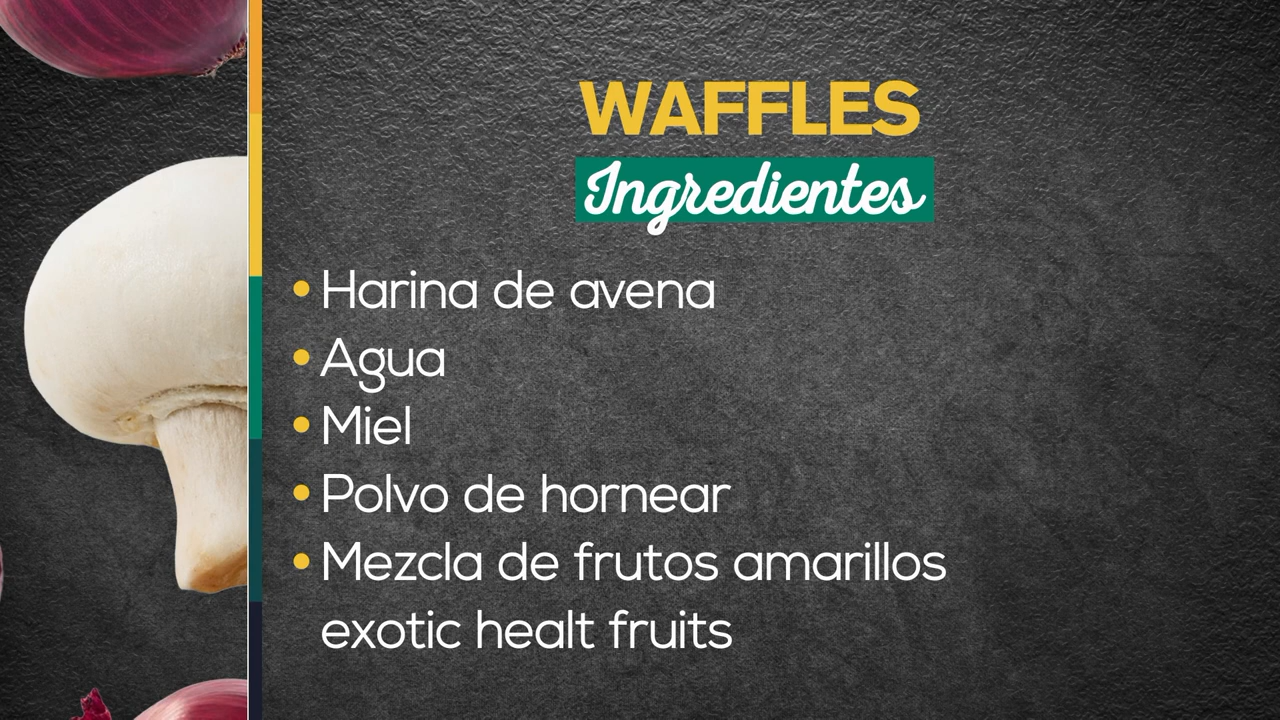 WAFFLES
Ingredientes
• Harina de avena
• Agua
• Miel
• Polvo de hornear
• Mezcla de frutos amarillos
exotic healt fruits